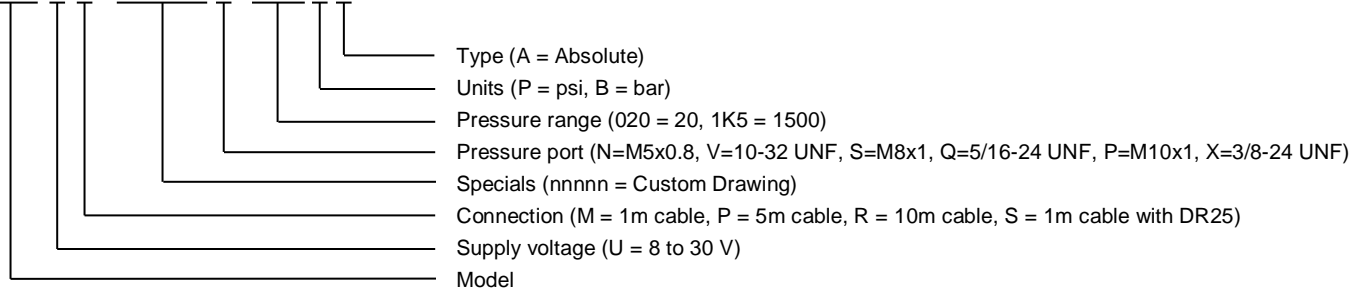 Type (A = Absolute)
Units (P = psi, B = bar)
Pressure range (020 = 20, 1K5 = 1500)
Pressure port (N=M5x0.8, V=10-32 UNF, S=M8x1, Q=5/16-24 UNF, P=M10x1, X=3/8-24 UNF)
Specials (nnnnn = Custom Drawing)
Connection (M = 1m cable, P = 5m cable, R = 10m cable, S = 1m cable with DR25)
Supply voltage (U = 8 to 30 V)
Model